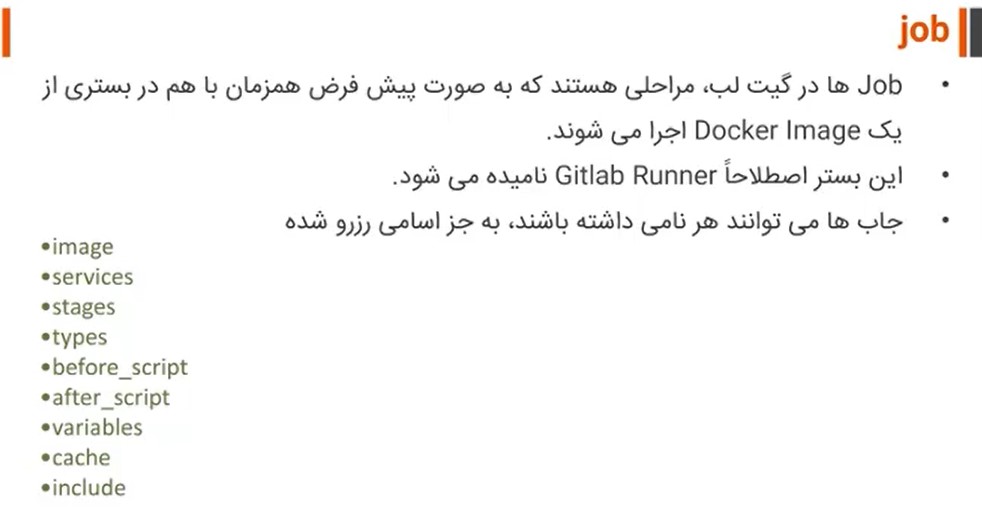 job
• Job ها در گیت لب، مراحلی هستند که به صورت پیش فرض همزمان با هم در بستری از
یک Docker Image اجرا می شوند.
• این بستر اصطلاحاً Gitlab Runner نامیده می شود.
• جاب ها می توانند هر نامی داشته باشند، به جز اسامی رزرو شده
•image
•services
•stages
•types
•before_script
•after_script
•variables
•cache
•include